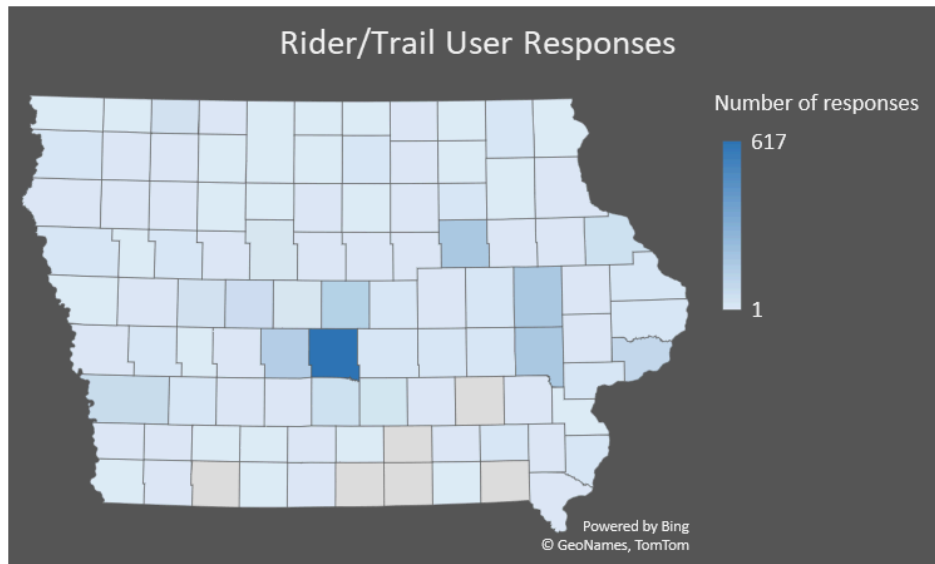 Rider/Trail User Responses
Number of responses
617
1
Powered by Bing
© GeoNames, TomTom